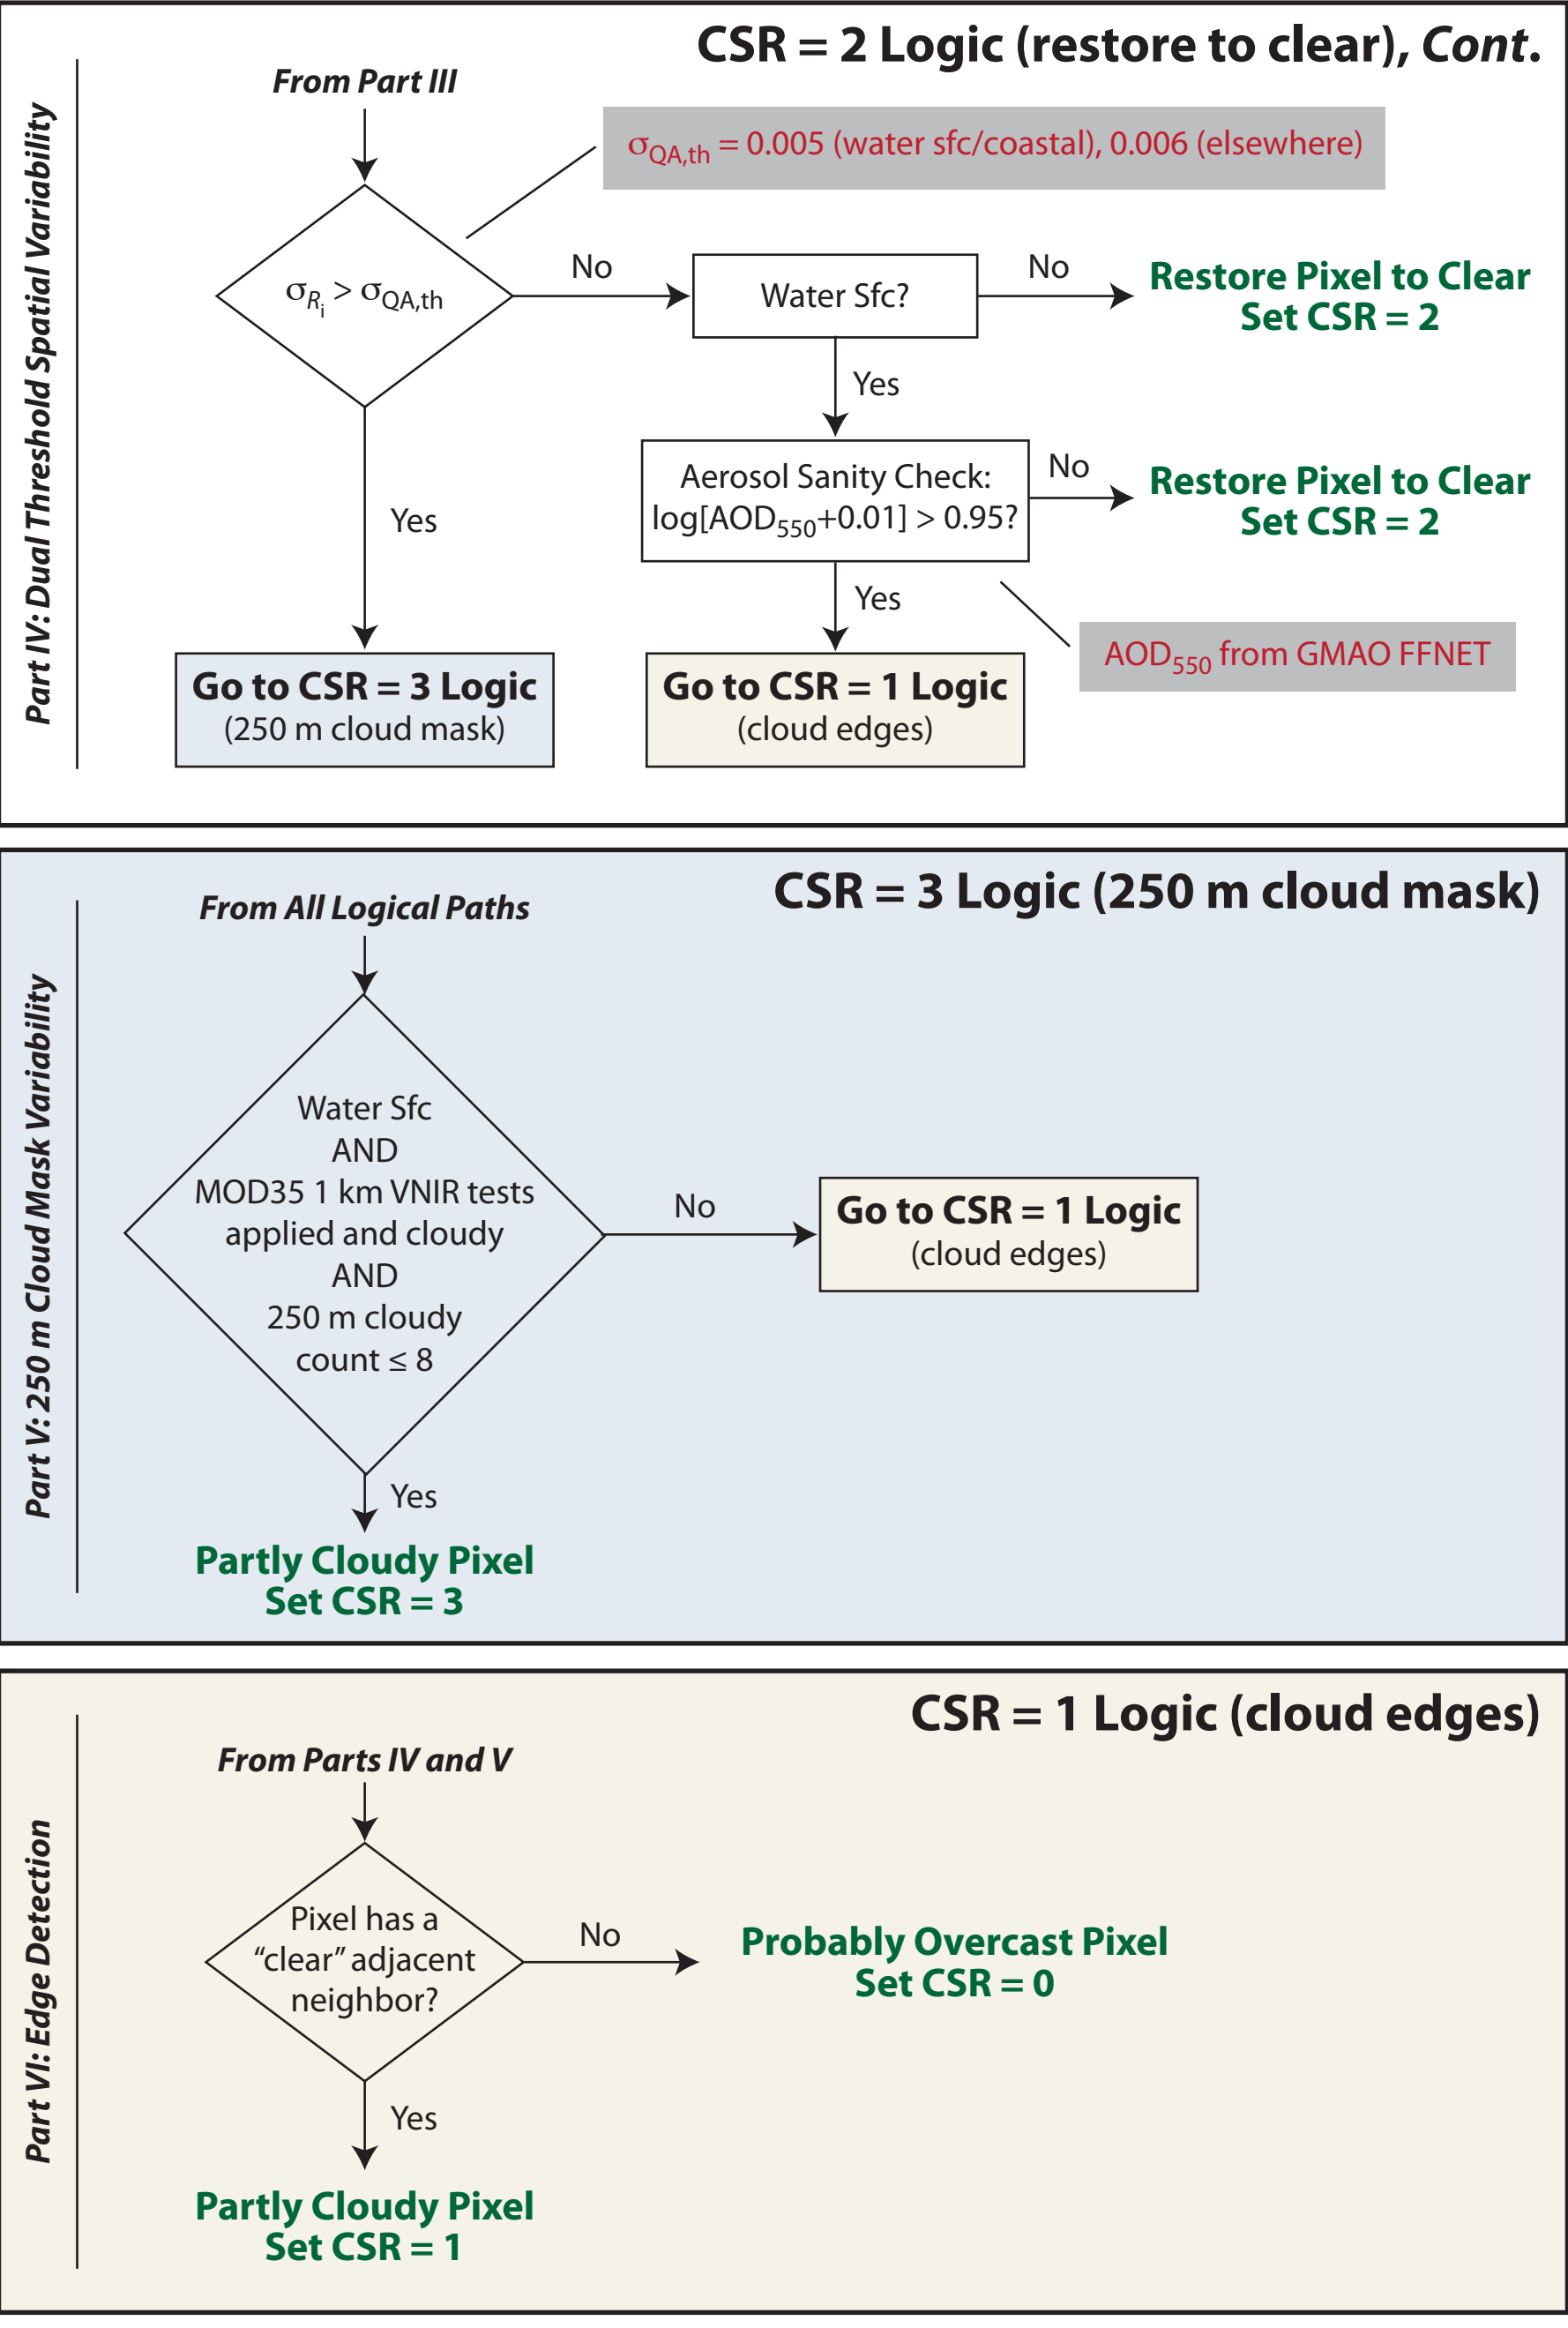 CSR = 2 Logic (restore to clear), Cont.
Part IV: Dual Threshold Spatial Variability
From Part III
σQA,th = 0.005 (water sfc/coastal), 0.006 (elsewhere)
σRi > σQA,th
No
Water Sfc?
No
Restore Pixel to Clear
Set CSR = 2
Yes
Aerosol Sanity Check:
log[AOD550+0.01] > 0.95?
No
Restore Pixel to Clear
Set CSR = 2
Yes
Yes
AOD550 from GMAO FFNET
Go to CSR = 3 Logic
(250 m cloud mask)
Go to CSR = 1 Logic
(cloud edges)
CSR = 3 Logic (250 m cloud mask)
Part V: 250 m Cloud Mask Variability
From All Logical Paths
Water Sfc
AND
MOD35 1 km VNIR tests
applied and cloudy
AND
250 m cloudy
count ≤ 8
No
Go to CSR = 1 Logic
(cloud edges)
Yes
Partly Cloudy Pixel
Set CSR = 3
CSR = 1 Logic (cloud edges)
Part VI: Edge Detection
From Parts IV and V
Pixel has a
“clear” adjacent
neighbor?
No
Probably Overcast Pixel
Set CSR = 0
Yes
Partly Cloudy Pixel
Set CSR = 1